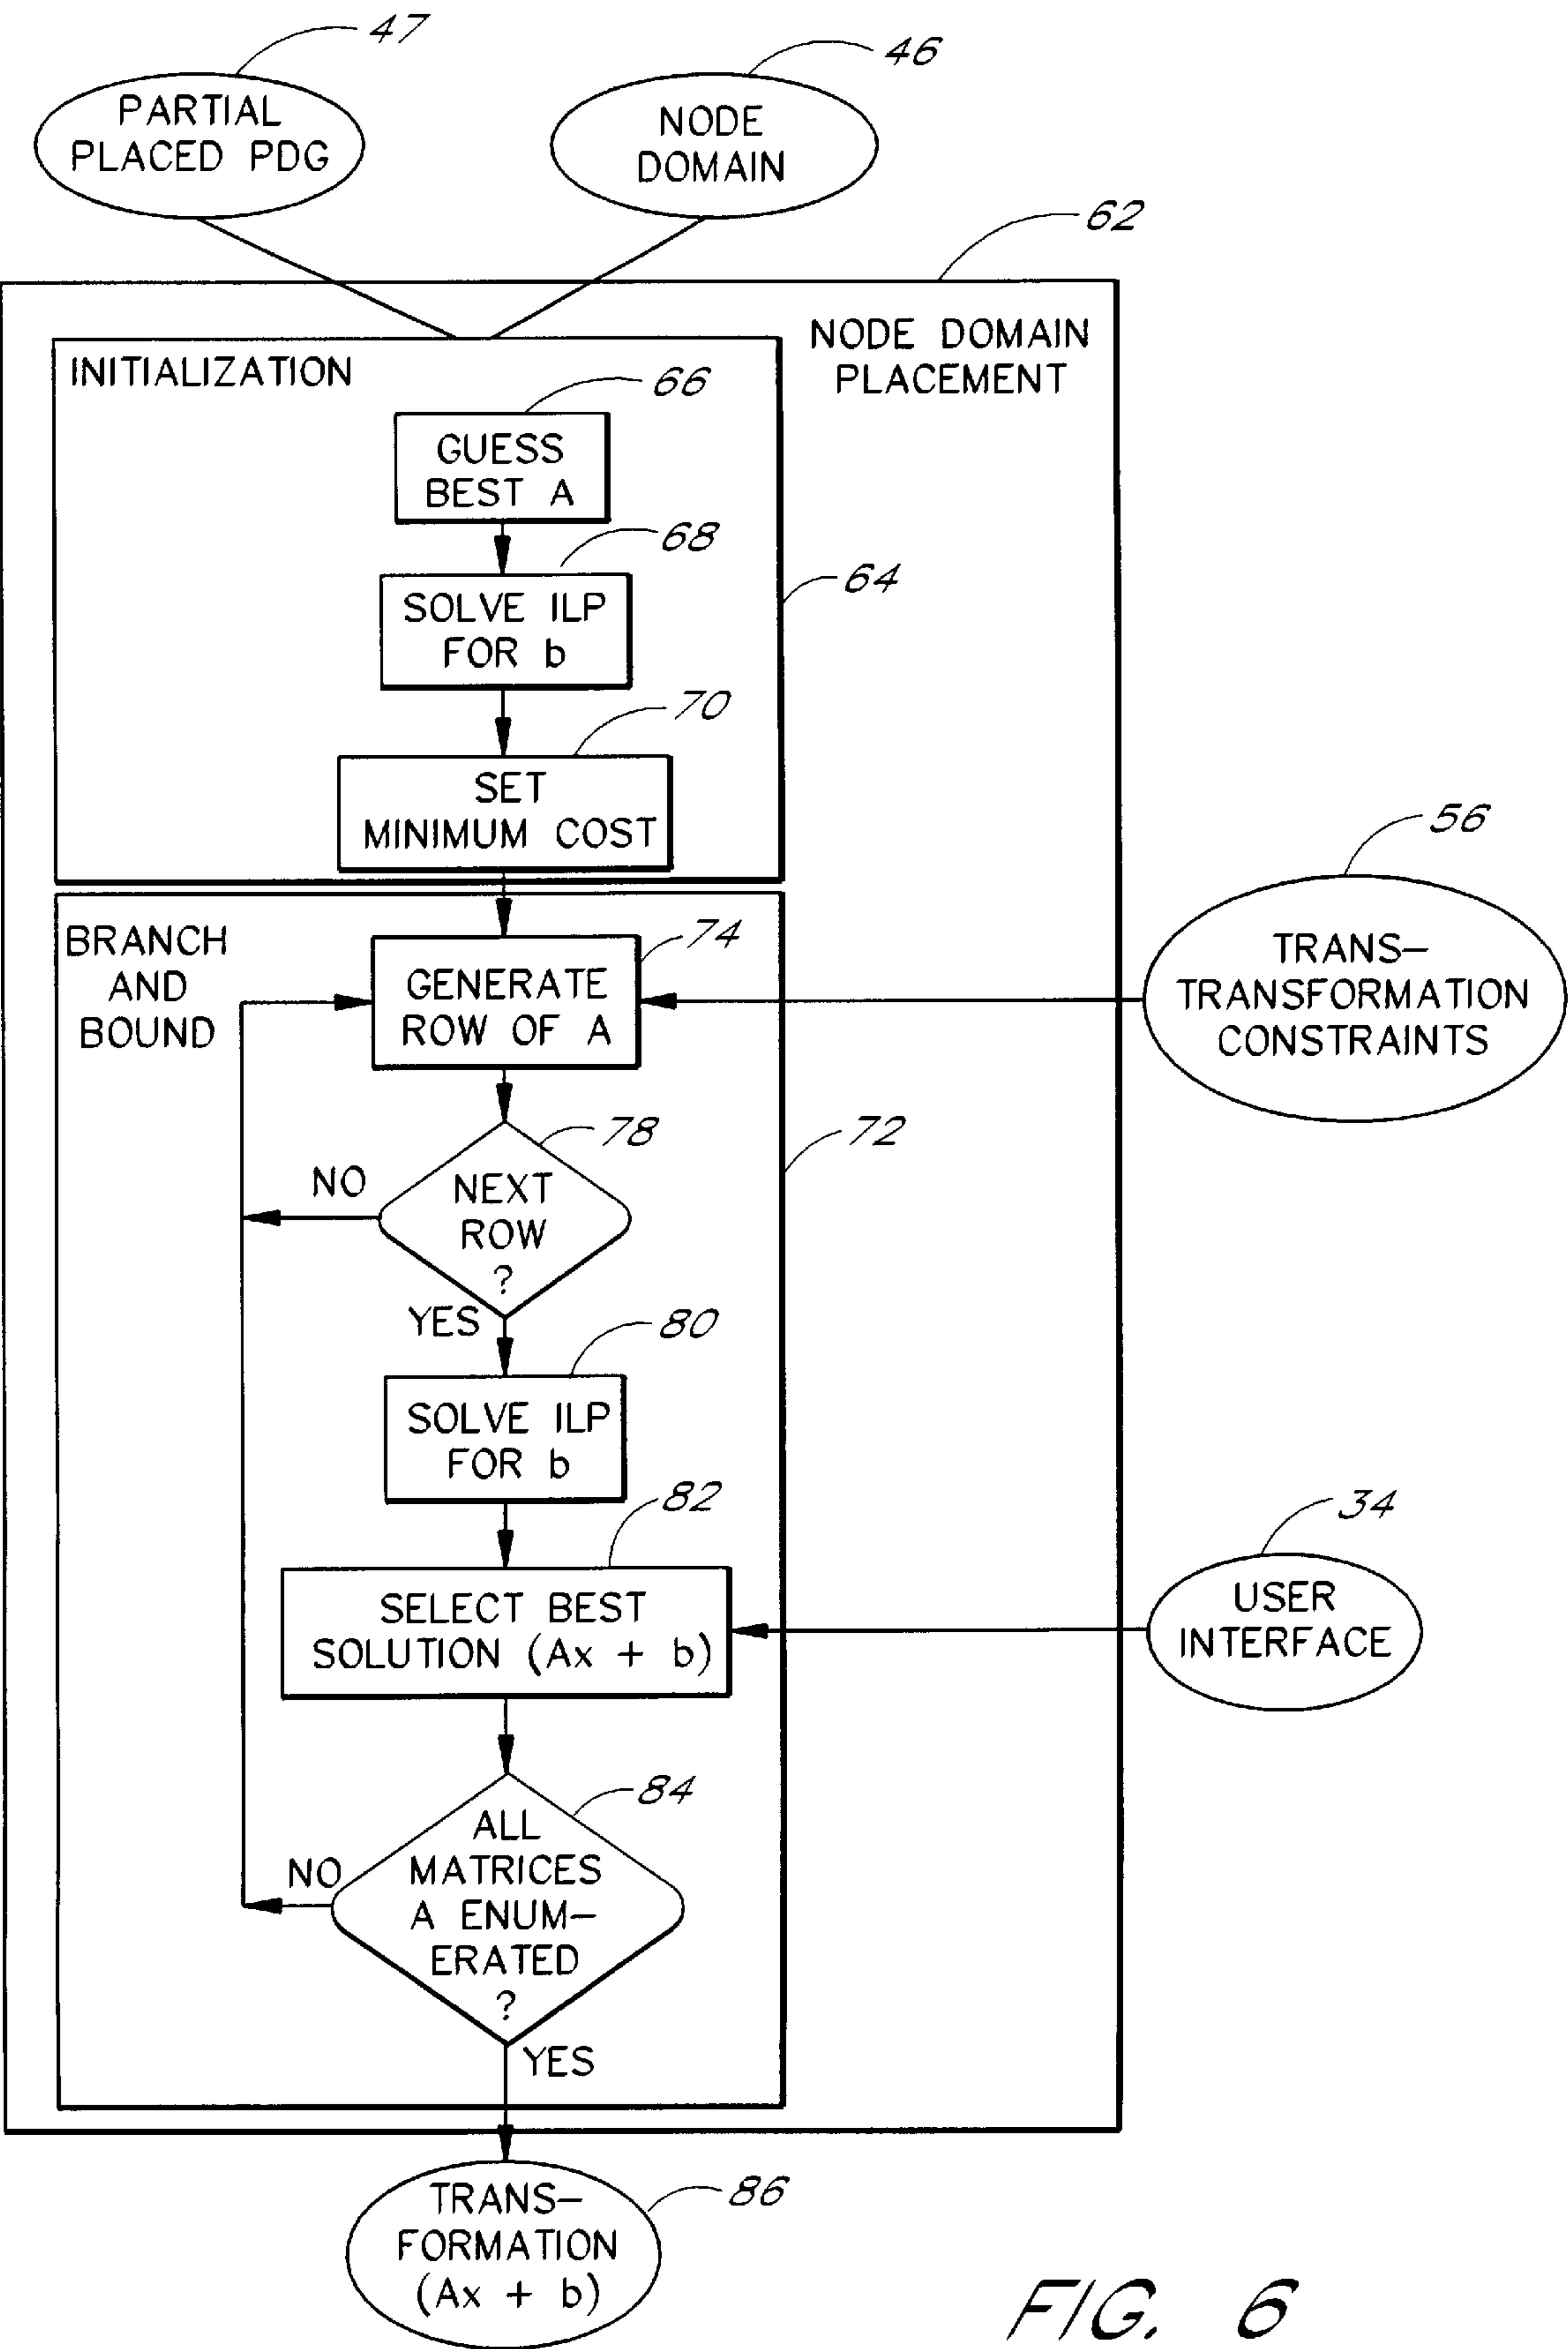 47
46
PARTIAL
PLACED PDG
NODE
DOMAIN
62
NODE DOMAIN
PLACEMENT
INITIALIZATION
66
GUESS
BEST A
68
SOLVE ILP
FOR b
64
70
SET
MINIMUM COST
56
TRANS-
TRANSFORMATION
CONSTRAINTS
BRANCH
AND
BOUND
74
GENERATE
ROW OF A
78
72
NO
NEXT
ROW
?
YES
80
SOLVE ILP
FOR b
82
34
USER
INTERFACE
SELECT BEST
SOLUTION (Ax + b)
84
ALL
MATRICES
A ENUM-
ERATED
?
NO
YES
86
TRANS-
FORMATION
(Ax + b)
FIG. 6